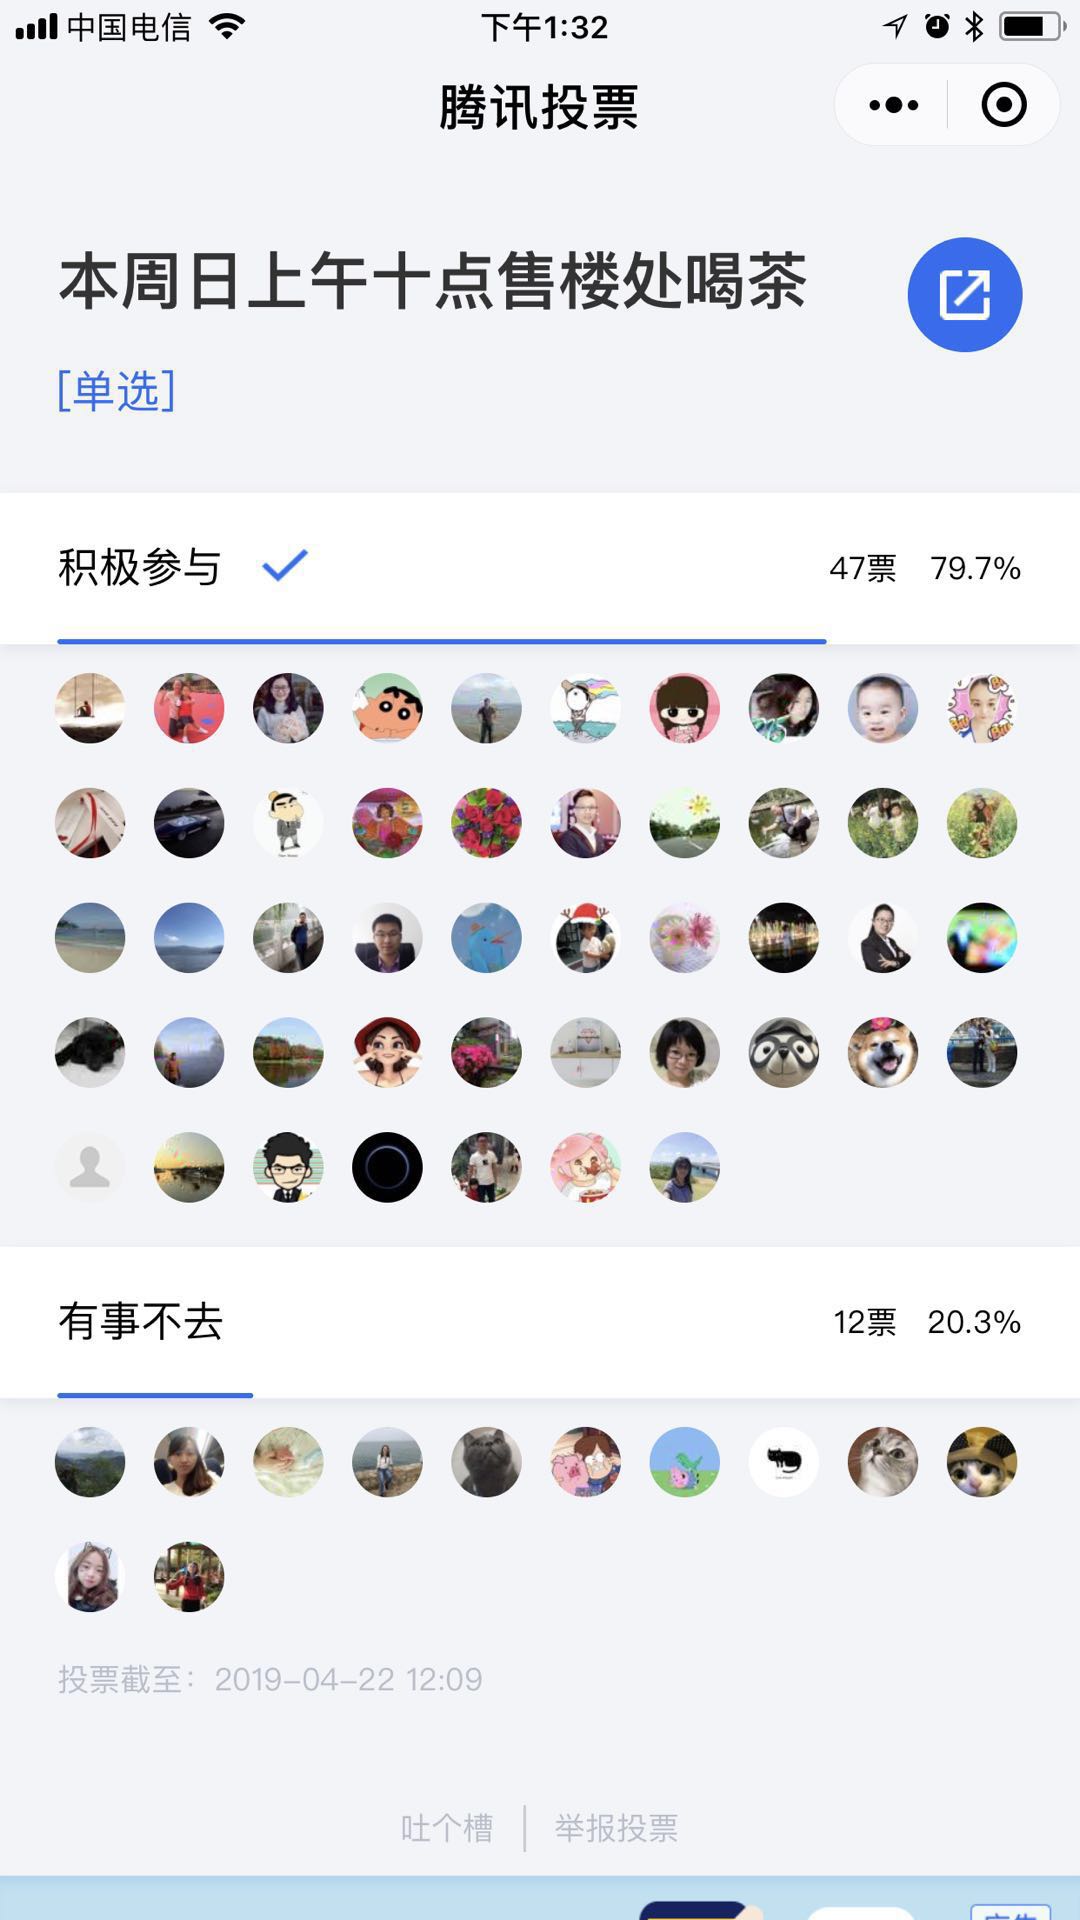 中国电信 下午1:32
腾讯投票
本周日上午十点售楼处喝茶
[单选]
积极参与 47票 79.7%
有事不去 12票 20.3%
投票截至：2019-04-22 12:09
吐个槽 举报投票